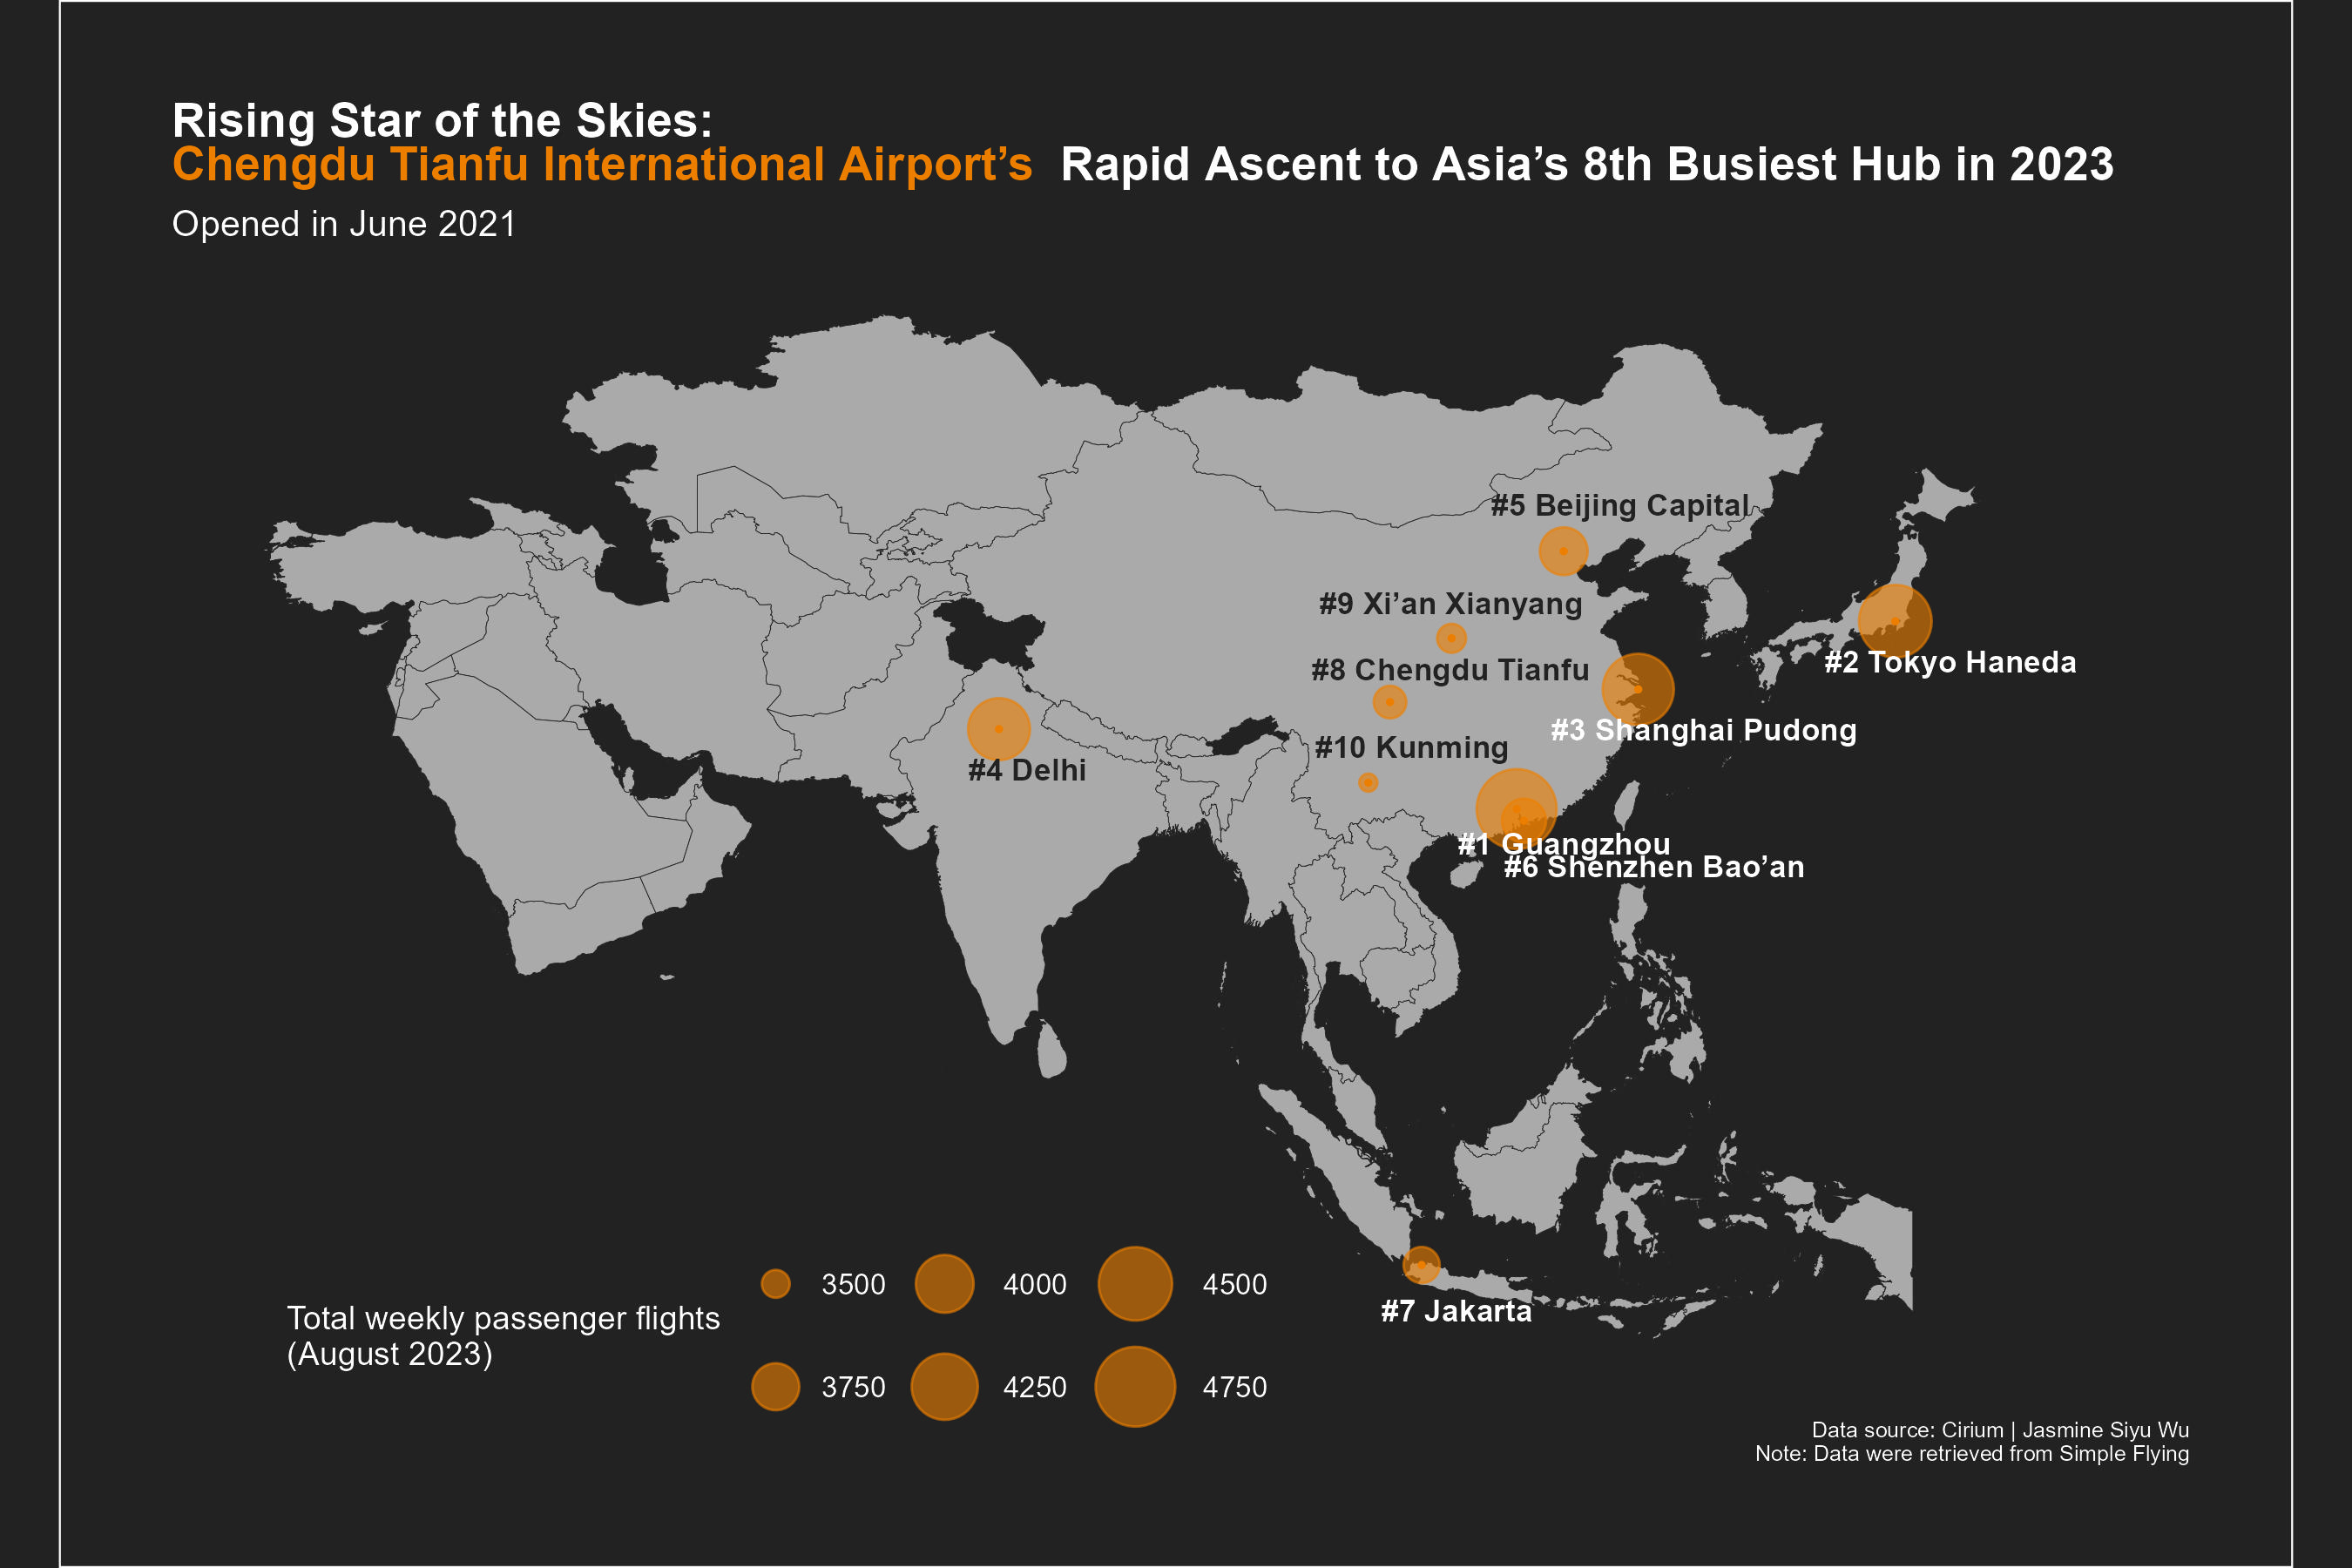 Rising Star of the Skies:
Chengdu Tianfu International Airport’s Rapid Ascent to Asia’s 8th Busiest Hub in 2023
Opened in June 2021
#5 Beijing Capital
#9 Xi’an Xianyang
#2 Tokyo Haneda
#8 Chengdu Tianfu
#3 Shanghai Pudong
#10 Kunming
#4 Delhi
#1 Guangzhou
#6 Shenzhen Bao’an
#7 Jakarta
Total weekly passenger flights
(August 2023)
3500 4000 4500
3750 4250 4750
Data source: Cirium | Jasmine Siyu Wu
Note: Data were retrieved from Simple Flying